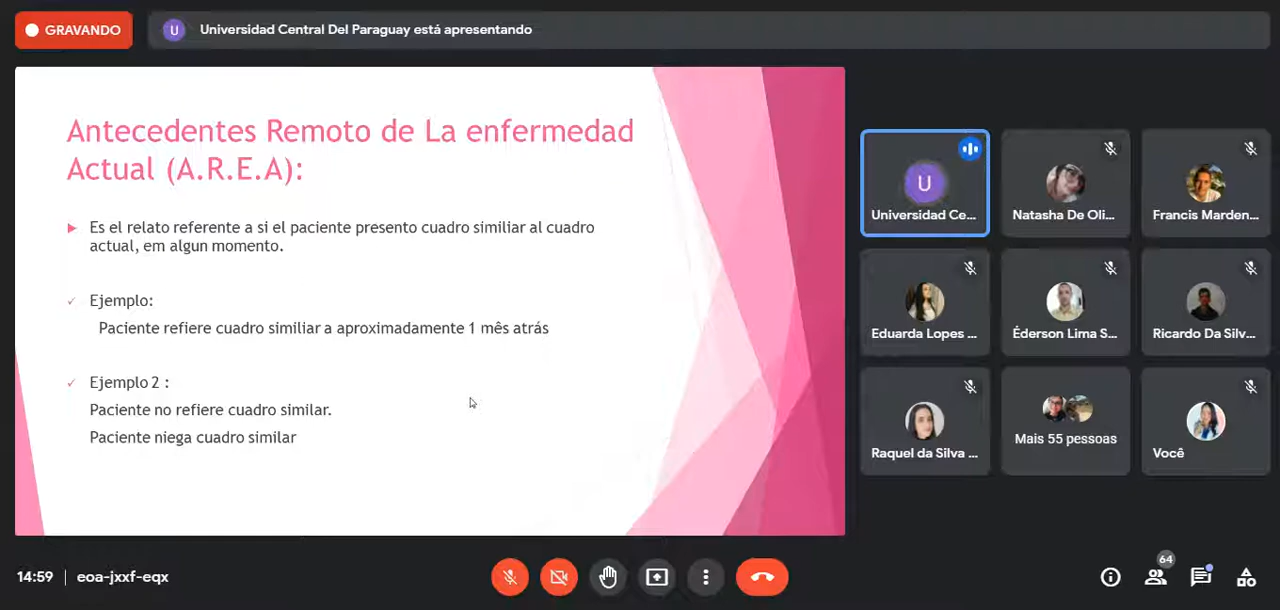 GRAVANDO
U
Universidad Central Del Paraguay está apresentando
Antecedentes Remoto de La enfermedad
Actual (A.R.E.A):
Es el relato referente a si el paciente presento cuadro similiar al cuadro
actual, em algun momento.
Ejemplo:
Paciente refiere cuadro similiar a aproximadamente 1 mês atrás
Ejemplo 2 :
Paciente no refiere cuadro similar.
Paciente niega cuadro similar
U
Universidad Ce...
Natasha De Oli...
Francis Marden...
Eduarda Lopes ...
Éderson Lima S...
Ricardo Da Silv...
Raquel da Silva ...
Mais 55 pessoas
Você
14:59
eoa-jxxf-eqx
64